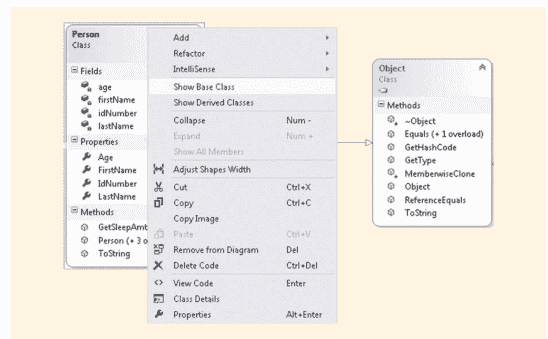 Person
Class
Fields
age
firstName
idNumber
lastName
Properties
Age
FirstName
IdNumber
LastName
Methods
GetSleepAmt
Person (+ 3 o
ToString
Add
Refactor
IntelliSense
Show Base Class
Show Derived Classes
Collapse Num -
Expand Num +
Show All Members
Adjust Shapes Width
Cut Ctrl+X
Copy Ctrl+C
Copy Image
Paste Ctrl+V
Remove from Diagram Del
Delete Code Ctrl+Del
View Code Enter
Class Details
Properties Alt+Enter
Object
Class
Methods
~Object
Equals (+ 1 overload)
GetHashCode
GetType
MemberwiseClone
Object
ReferenceEquals
ToString